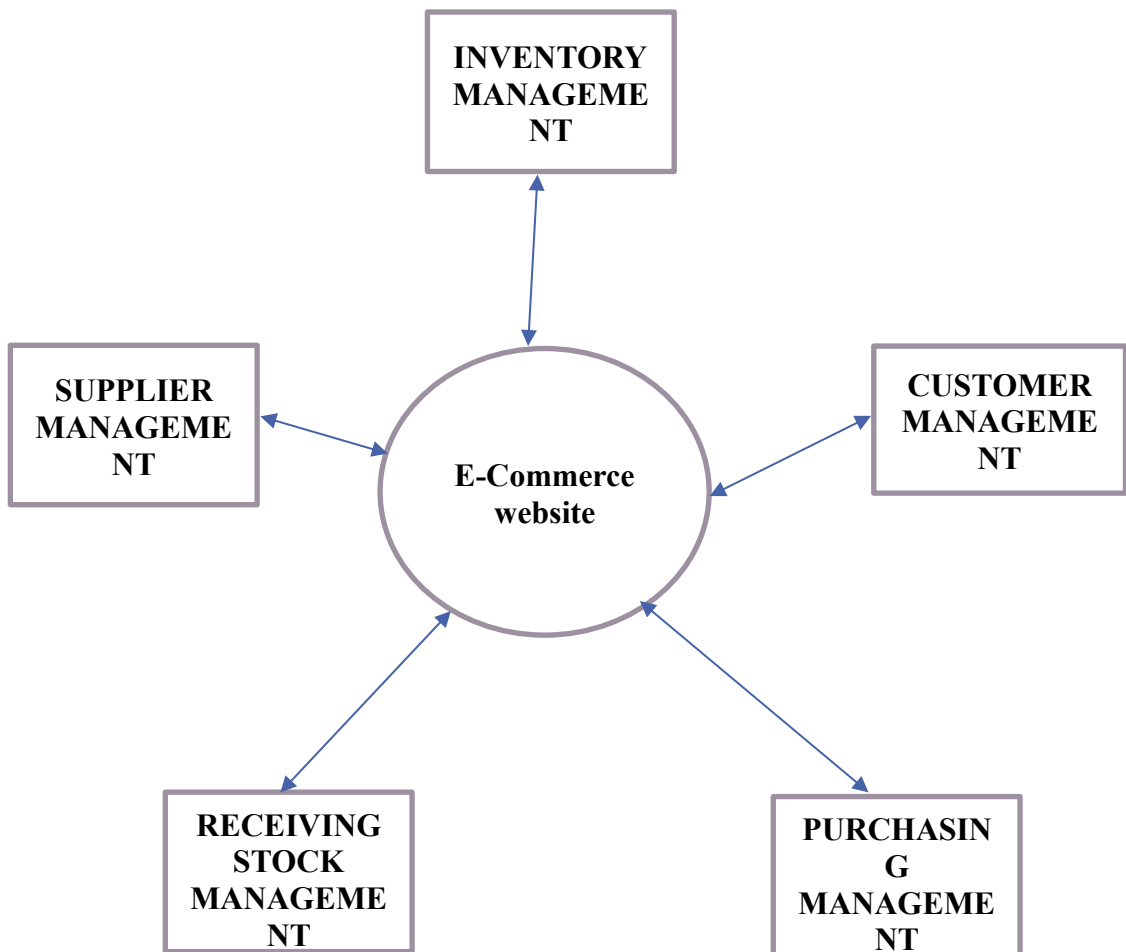 INVENTORY
MANAGEME
NT
SUPPLIER
MANAGEME
NT
CUSTOMER
MANAGEME
NT
E-Commerce
website
RECEIVING
STOCK
MANAGEME
NT
PURCHASIN
G
MANAGEME
NT